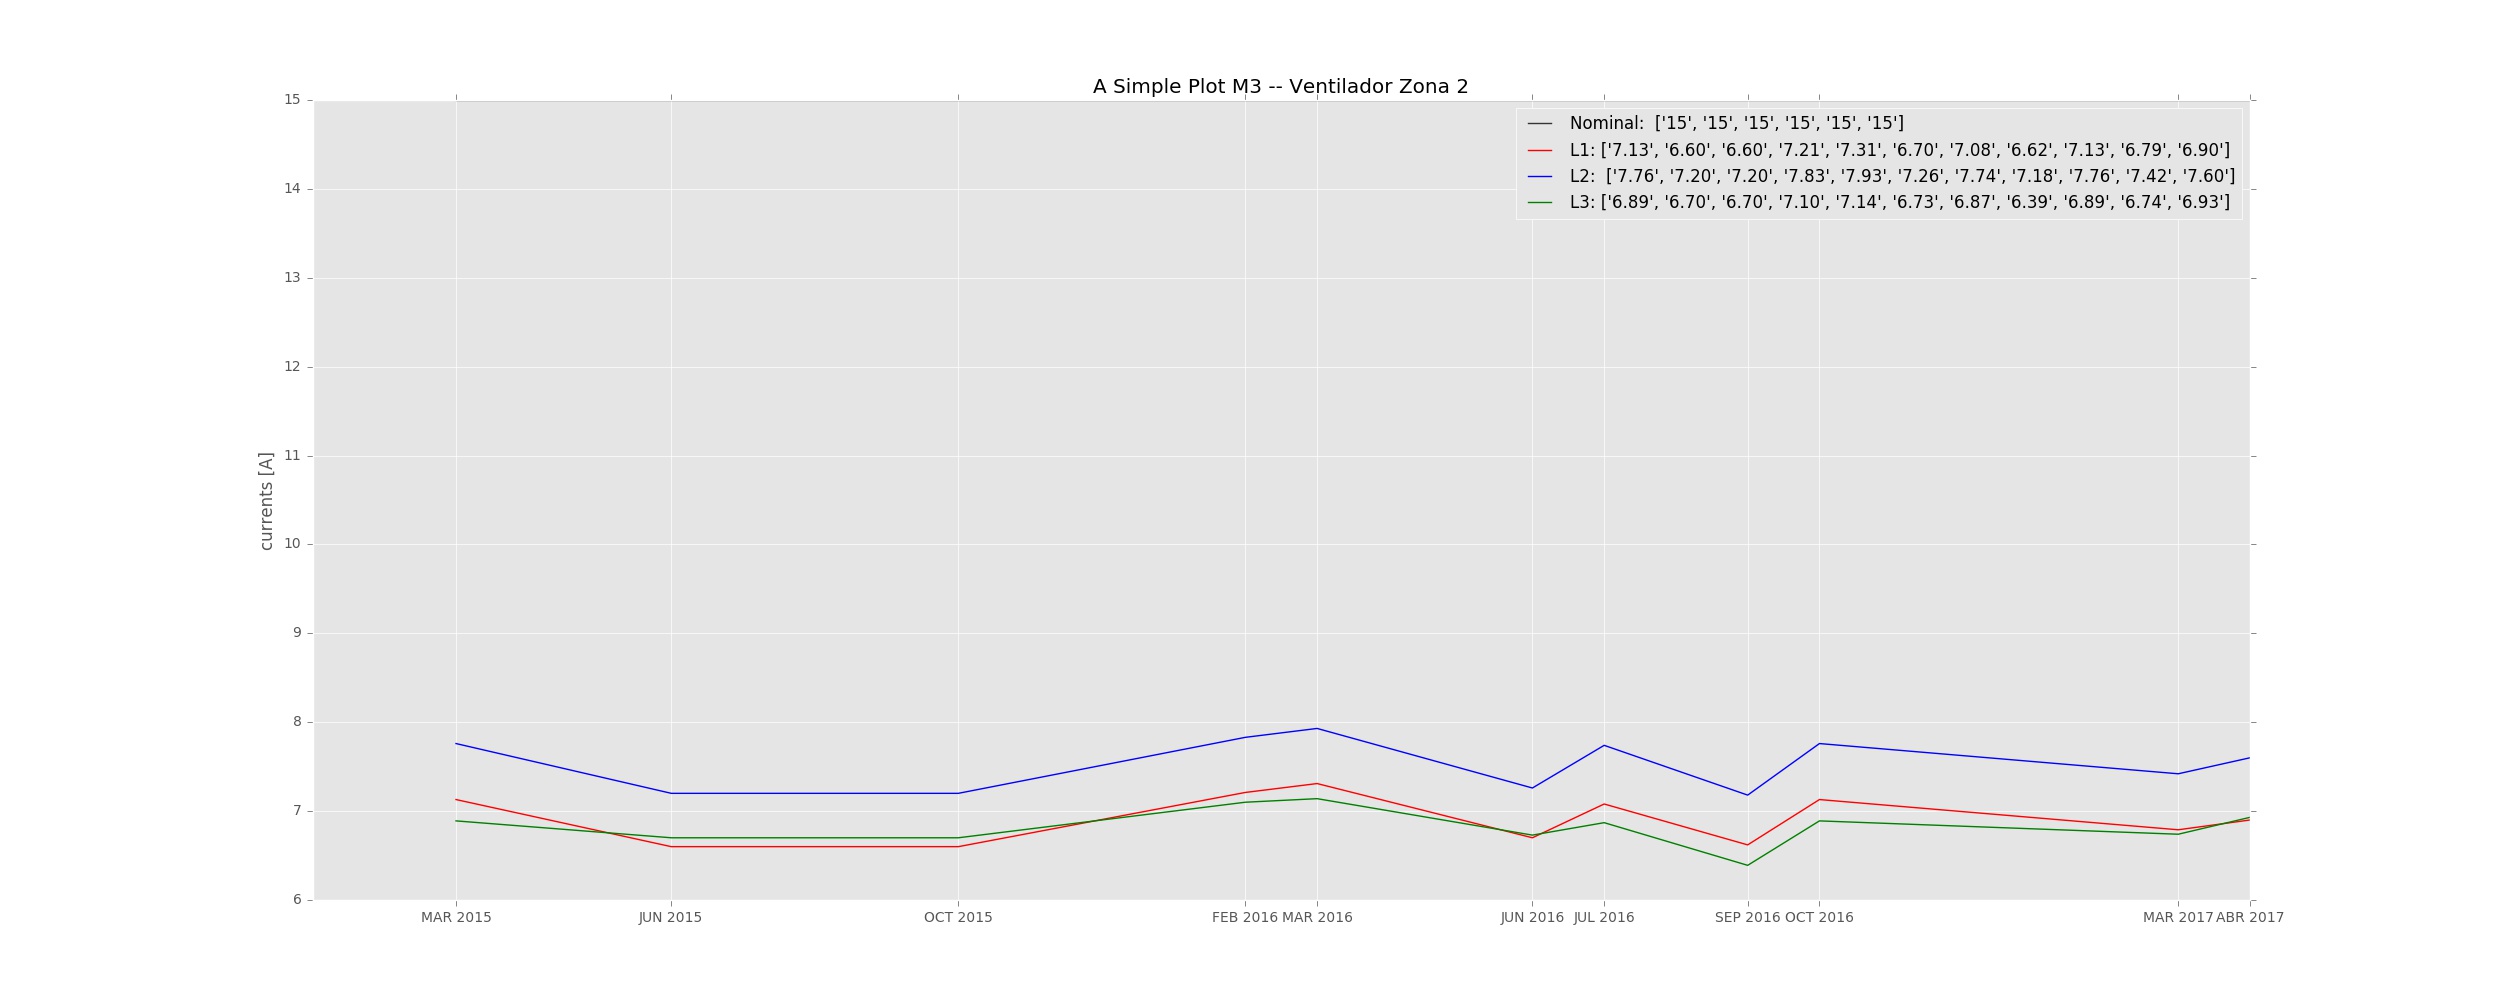 A Simple Plot M3 -- Ventilador Zona 2
15
14
13
12
11
10
9
8
7
6
currents [A]
Nominal:  ['15', '15', '15', '15', '15', '15']
L1: ['7.13', '6.60', '6.60', '7.21', '7.31', '6.70', '7.08', '6.62', '7.13', '6.79', '6.90']
L2:  ['7.76', '7.20', '7.20', '7.83', '7.93', '7.26', '7.74', '7.18', '7.76', '7.42', '7.60']
L3: ['6.89', '6.70', '6.70', '7.10', '7.14', '6.73', '6.87', '6.39', '6.89', '6.74', '6.93']
MAR 2015 JUN 2015 OCT 2015 FEB 2016 MAR 2016 JUN 2016 JUL 2016 SEP 2016 OCT 2016 MAR 2017 ABR 2017